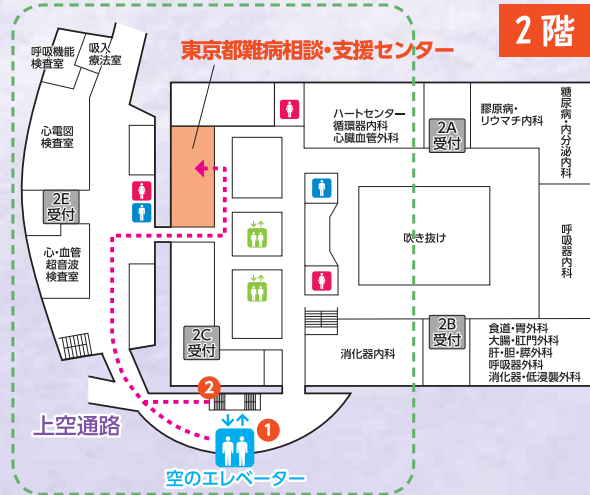 2階
東京都難病相談・支援センター
呼吸機能
検査室
吸入
療法室
心電図
検査室
2E
受付
心・血管
超音波
検査室
ハートセンター
循環器内科
心臓血管外科
2A
受付
膠原病・
リウマチ内科
糖尿病・内分泌内科
呼吸器内科
吹き抜け
2C
受付
消化器内科
2B
受付
食道・胃外科
大腸・肛門外科
肝・胆・膵外科
呼吸器外科
消化器・低浸襲外科
2
1
上空通路
空のエレベーター